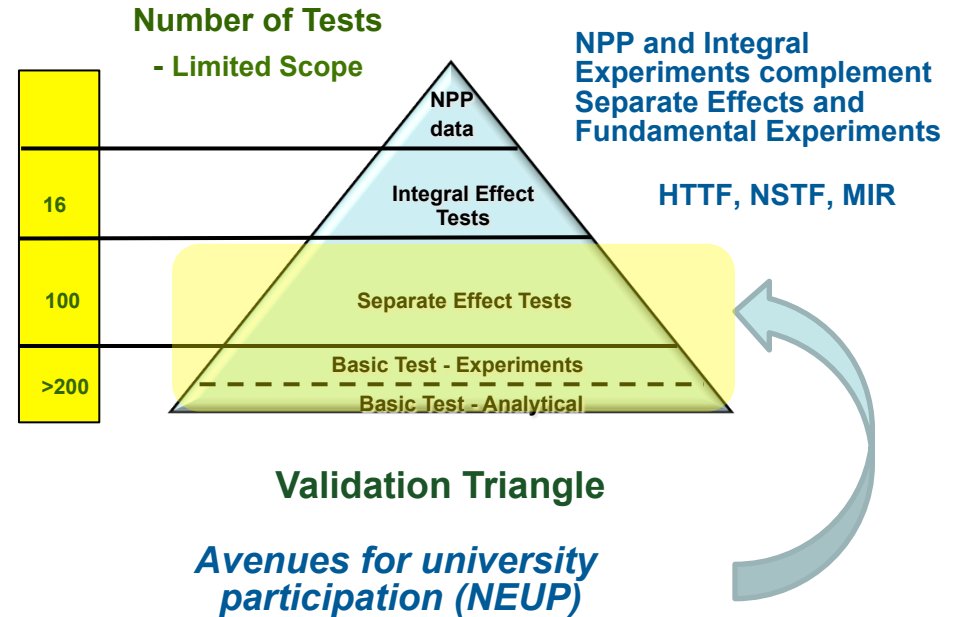 Number of Tests
- Limited Scope
NPP and Integral
Experiments complement
Separate Effects and
Fundamental Experiments
HTTF, NSTF, MIR
NPP
data
16
Integral Effect
Tests
100
Separate Effect Tests
>200
Basic Test - Experiments
Basic Test - Analytical
Validation Triangle
Avenues for university
participation (NEUP)